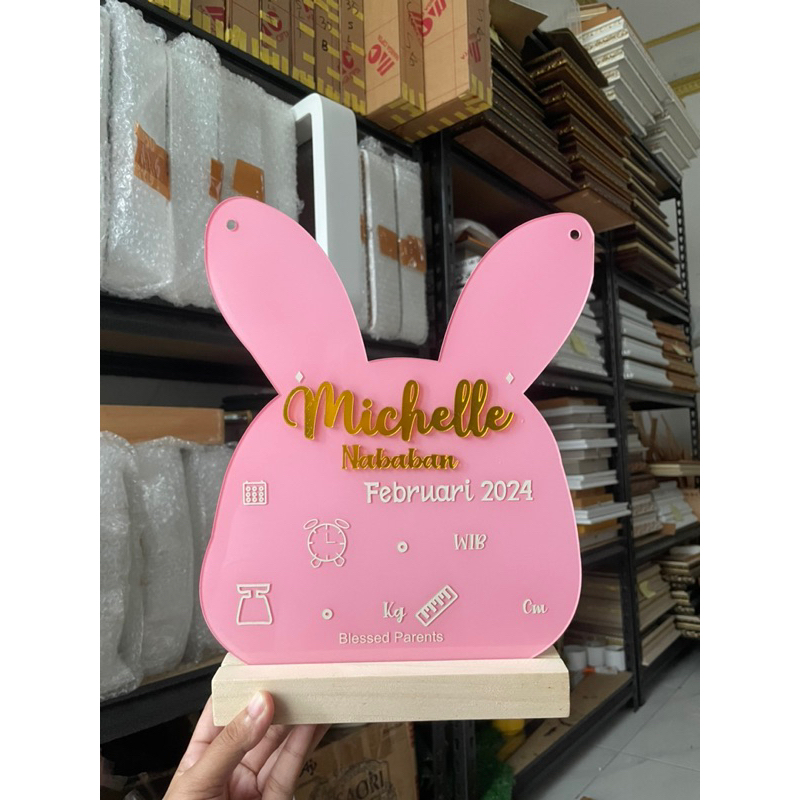 Michelle
Nababan
Februari 2024
WIB
Kg
Cm
Blessed Parents